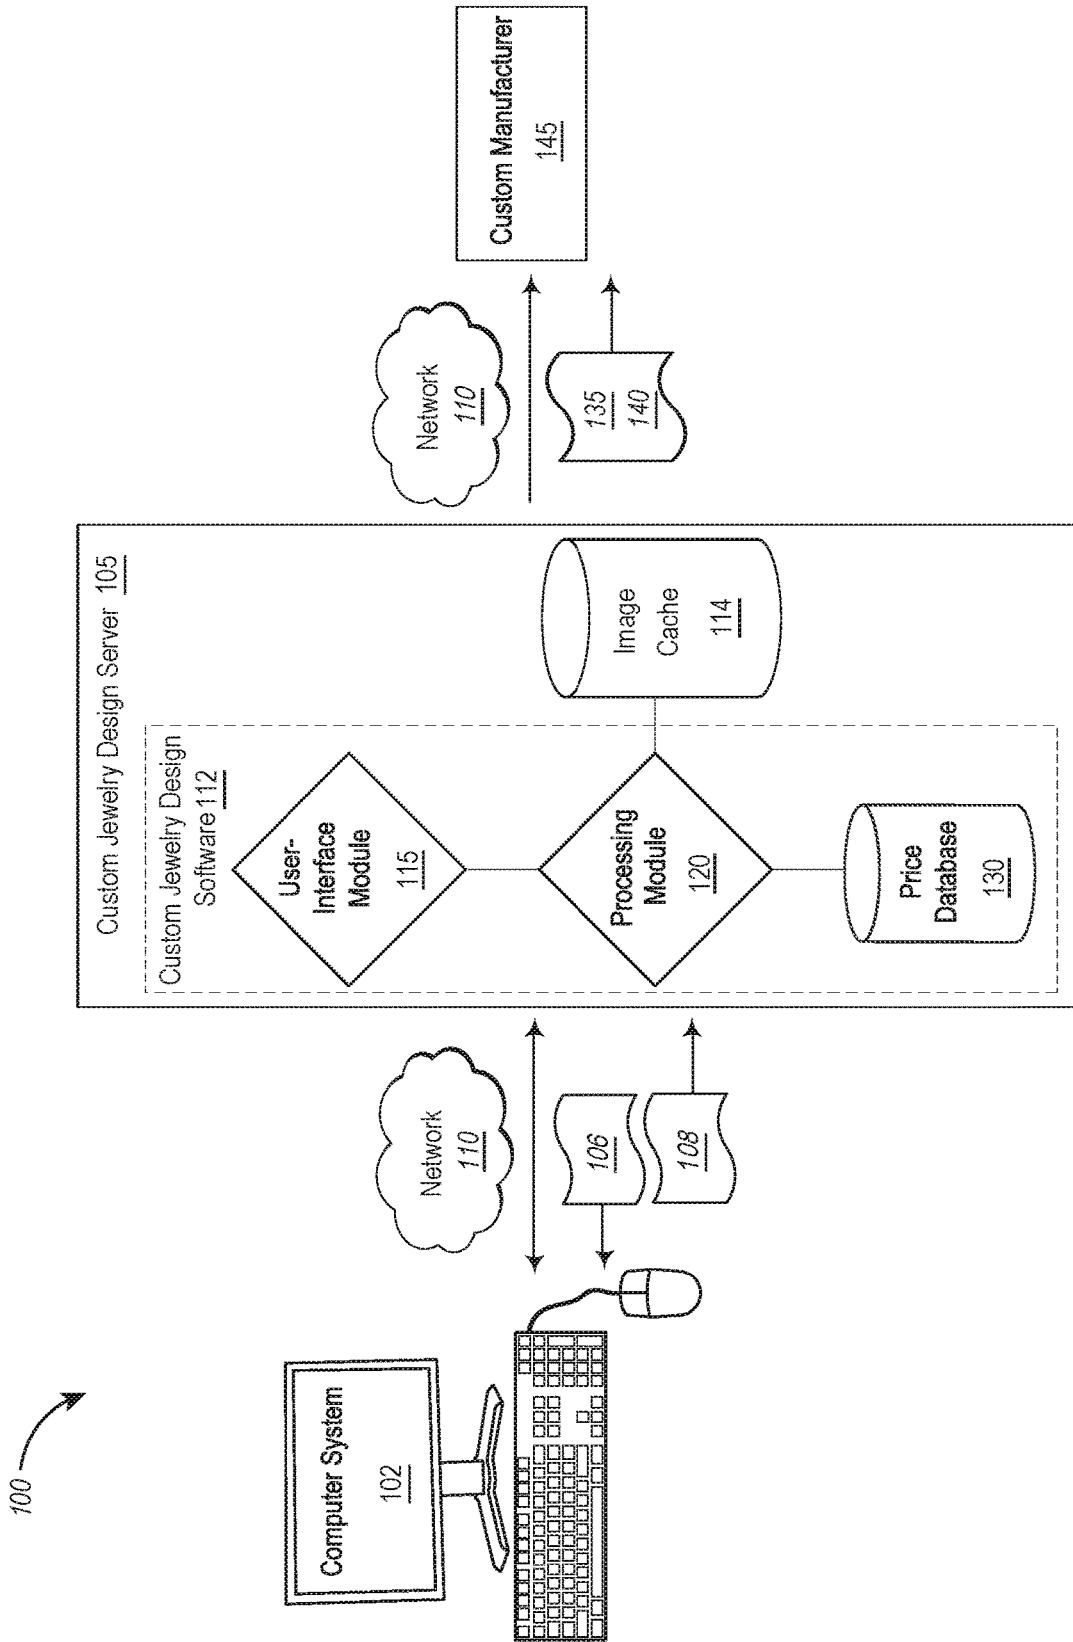 100
Computer System
102
Network
110
106
108
Custom Jewelry Design Server 105
Custom Jewelry Design
Software 112
User-
Interface
Module
115
Processing
Module
120
Price
Database
130
Image
Cache
114
Network
110
135
140
Custom Manufacturer
145